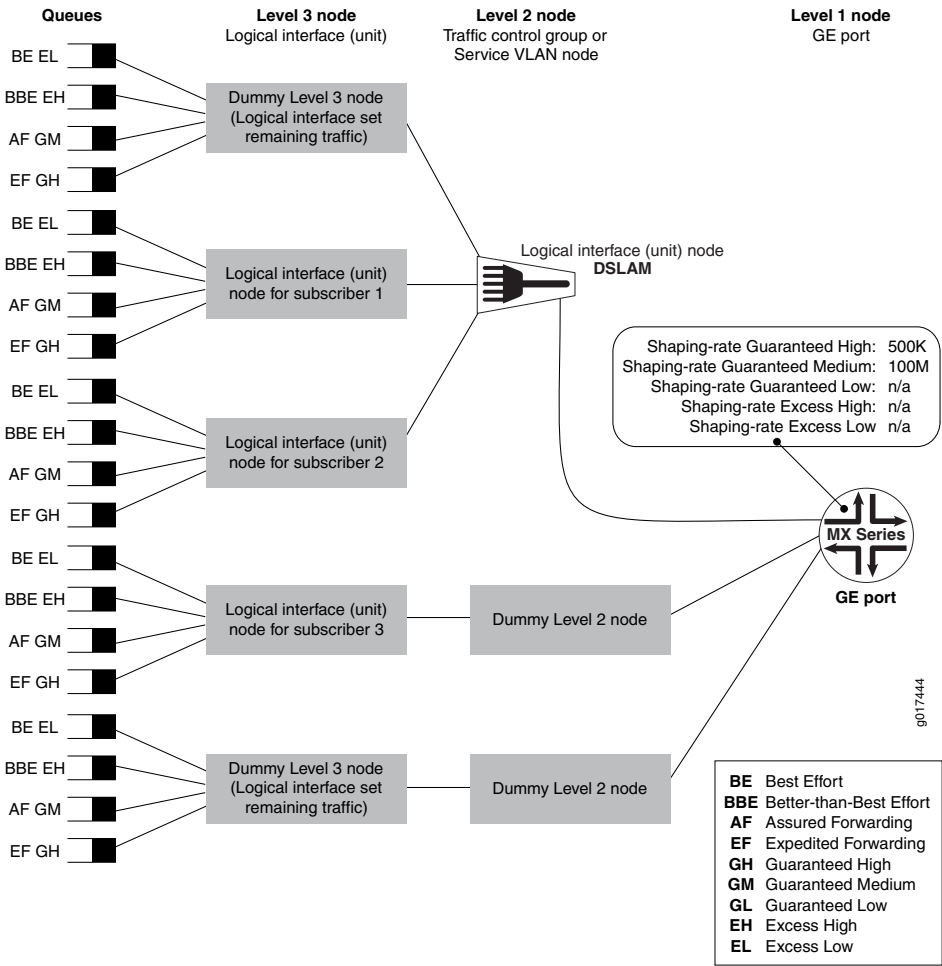 Queues
Level 3 node
Logical interface (unit)
Level 2 node
Traffic control group or
Service VLAN node
Level 1 node
GE port
BE EL
BBE EH
AF GM
EF GH
Dummy Level 3 node
(Logical interface set
remaining traffic)
BE EL
BBE EH
AF GM
EF GH
Logical interface (unit)
node for subscriber 1
Logical interface (unit) node
DSLAM
Shaping-rate Guaranteed High: 500K
Shaping-rate Guaranteed Medium: 100M
Shaping-rate Guaranteed Low: n/a
Shaping-rate Excess High: n/a
Shaping-rate Excess Low n/a
BE EL
BBE EH
AF GM
EF GH
Logical interface (unit)
node for subscriber 2
MX Series
GE port
BE EL
BBE EH
AF GM
EF GH
Logical interface (unit)
node for subscriber 3
Dummy Level 2 node
g017444
BE EL
BBE EH
AF GM
EF GH
Dummy Level 3 node
(Logical interface set
remaining traffic)
Dummy Level 2 node
BE Best Effort
BBE Better-than-Best Effort
AF Assured Forwarding
EF Expedited Forwarding
GH Guaranteed High
GM Guaranteed Medium
GL Guaranteed Low
EH Excess High
EL Excess Low